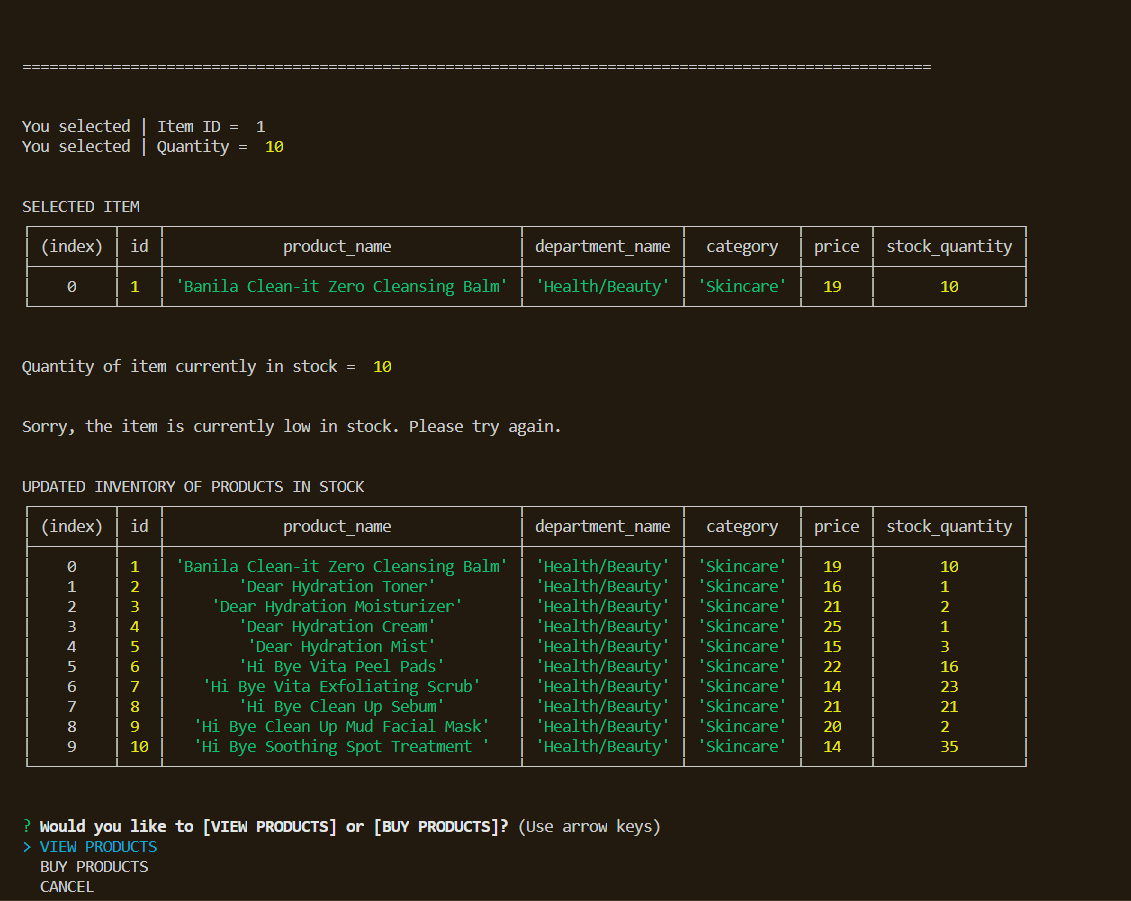 ====================================================================================================
You selected | Item ID =  1
You selected | Quantity =  10
SELECTED ITEM
(index) id product_name department_name category price stock_quantity
0 1 'Banila Clean-it Zero Cleansing Balm' 'Health/Beauty' 'Skincare' 19 10
Quantity of item currently in stock =  10
Sorry, the item is currently low in stock. Please try again.
UPDATED INVENTORY OF PRODUCTS IN STOCK
(index) id product_name department_name category price stock_quantity
0 1 'Banila Clean-it Zero Cleansing Balm' 'Health/Beauty' 'Skincare' 19 10
1 2 'Dear Hydration Toner' 'Health/Beauty' 'Skincare' 16 1
2 3 'Dear Hydration Moisturizer' 'Health/Beauty' 'Skincare' 21 2
3 4 'Dear Hydration Cream' 'Health/Beauty' 'Skincare' 25 1
4 5 'Dear Hydration Mist' 'Health/Beauty' 'Skincare' 15 3
5 6 'Hi Bye Vita Peel Pads' 'Health/Beauty' 'Skincare' 22 16
6 7 'Hi Bye Vita Exfoliating Scrub' 'Health/Beauty' 'Skincare' 14 23
7 8 'Hi Bye Clean Up Sebum' 'Health/Beauty' 'Skincare' 21 21
8 9 'Hi Bye Clean Up Mud Facial Mask' 'Health/Beauty' 'Skincare' 20 2
9 10 'Hi Bye Soothing Spot Treatment ' 'Health/Beauty' 'Skincare' 14 35
? Would you like to [VIEW PRODUCTS] or [BUY PRODUCTS]? (Use arrow keys)
> VIEW PRODUCTS
BUY PRODUCTS
CANCEL